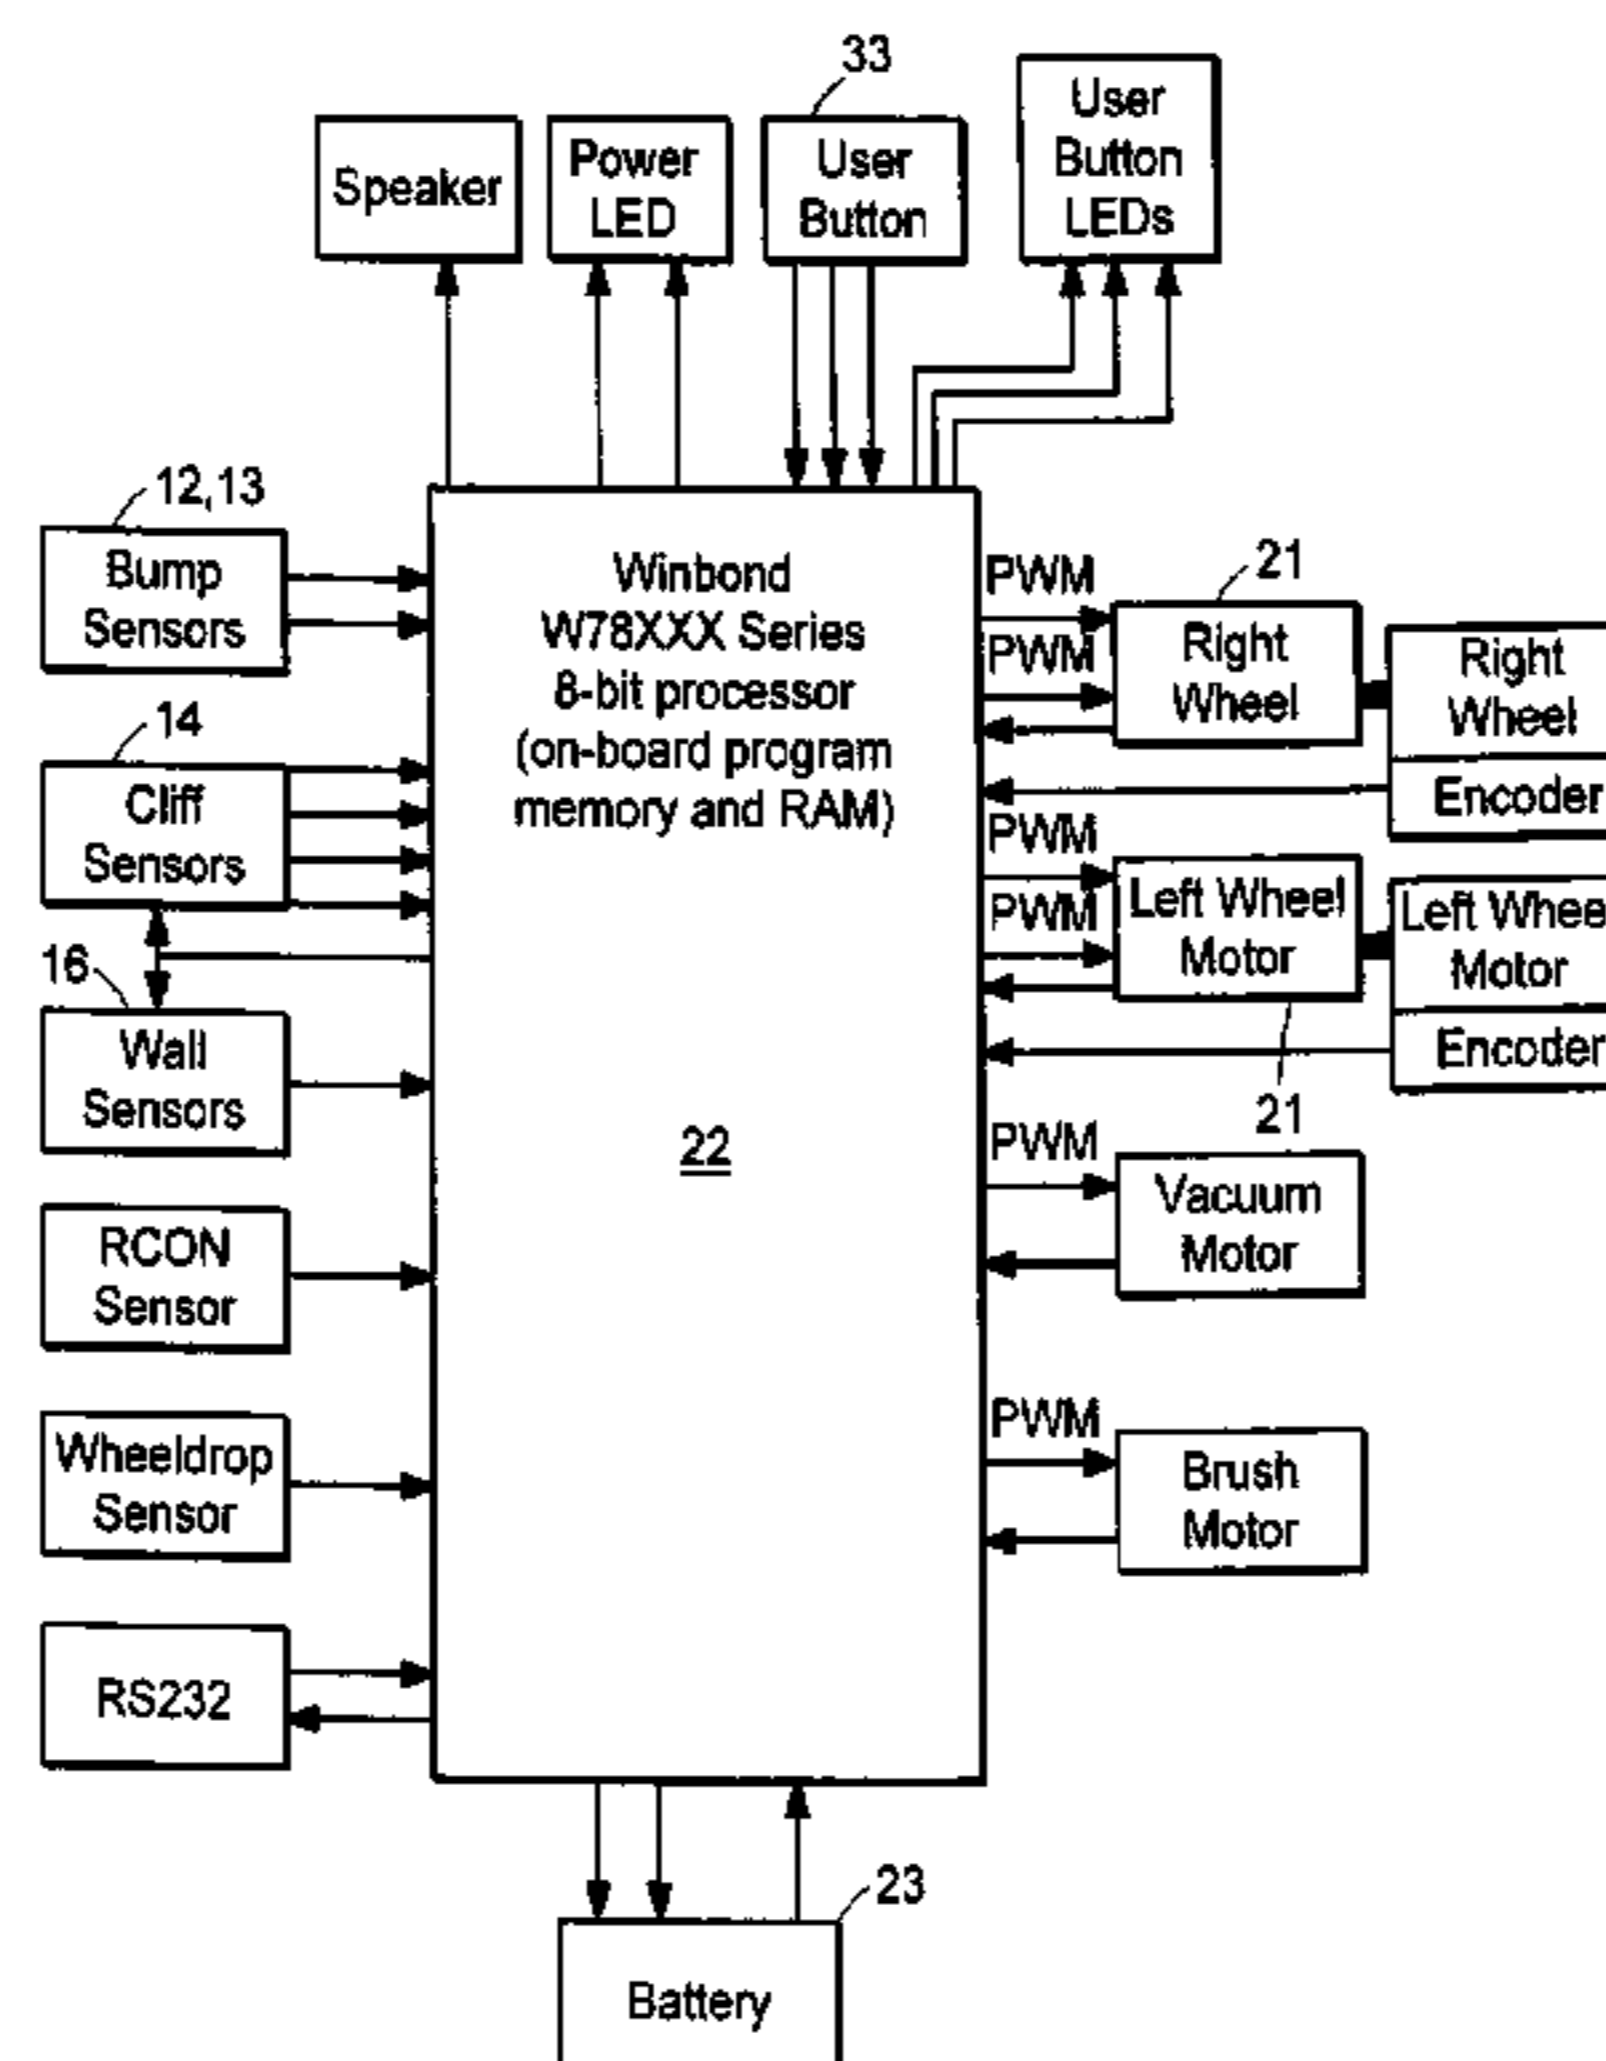 33
User
Button
LEDs
Speaker
Power
LED
User
Button
12,13
Bump
Sensors
14
Cliff
Sensors
16
Wall
Sensors
RCON
Sensor
Wheeldrop
Sensor
RS232
Winbond
W78XXX Series
8-bit processor
(on-board program
memory and RAM)
22
PWM
PWM
21
Right
Wheel
Right
Wheel
Encoder
PWM
PWM
Left Wheel
Motor
21
Left Whee
Motor
Encoder
PWM
Vacuum
Motor
PWM
Brush
Motor
23
Battery